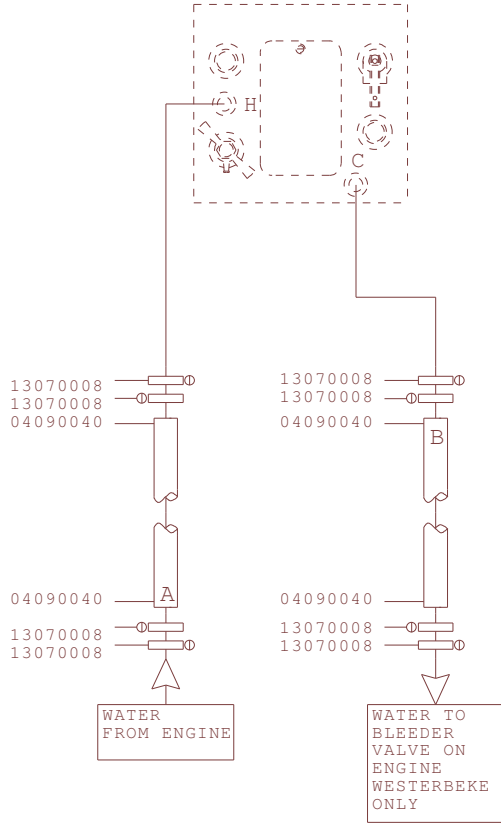 H
C
13070008
13070008
04090040
13070008
13070008
04090040
B
04090040
A
13070008
13070008
04090040
13070008
13070008
WATER
FROM ENGINE
WATER TO
BLEEDER
VALVE ON
ENGINE
WESTERBEKE
ONLY